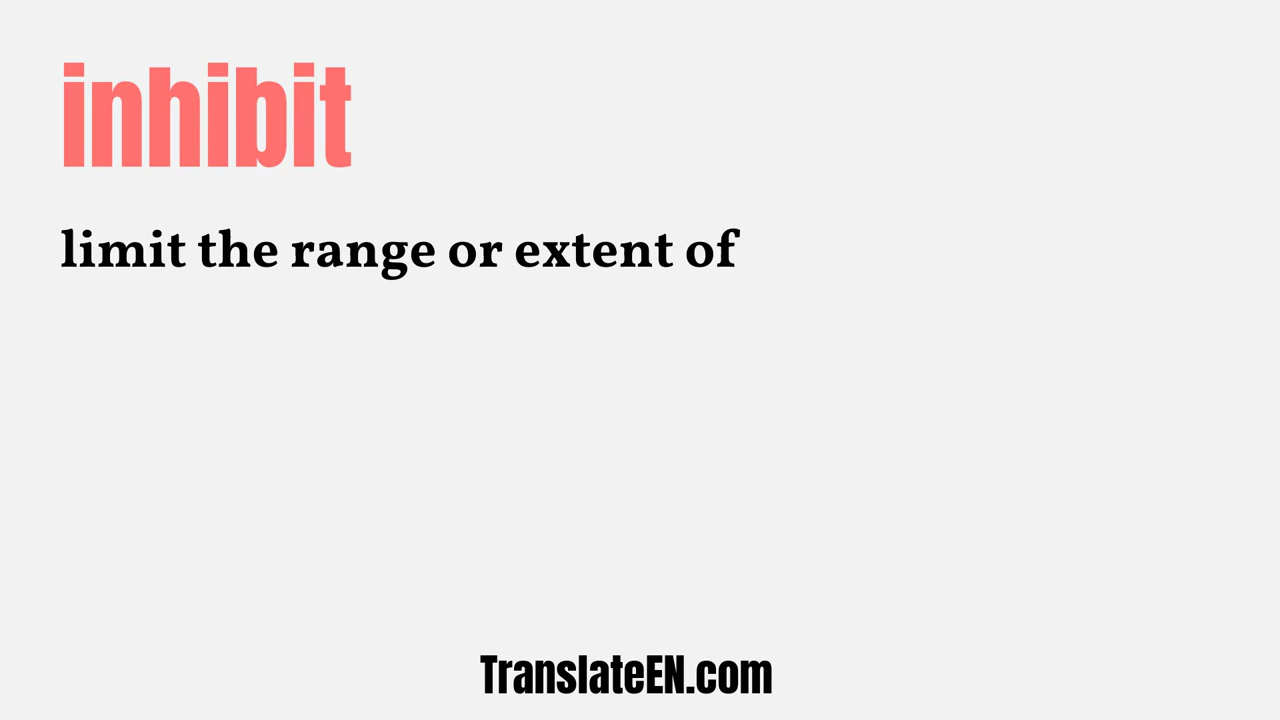 inhibit
limit the range or extent of
TranslateEN.com